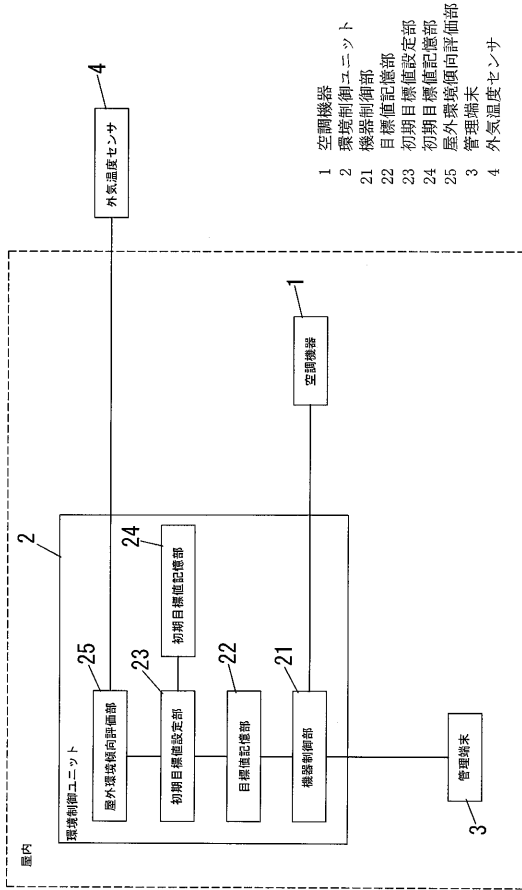 屋内
環境制御ユニット
2
屋外環境傾向評価部
25
初期目標値設定部
23
初期目標値記憶部
24
目標値記憶部
22
機器制御部
21
管理端末
3
空調機器
1
外気温度センサ
4
1 空調機器
2 環境制御ユニット
21 機器制御部
22 目標値記憶部
23 初期目標値設定部
24 初期目標値記憶部
25 屋外環境傾向評価部
3 管理端末
4 外気温度センサ